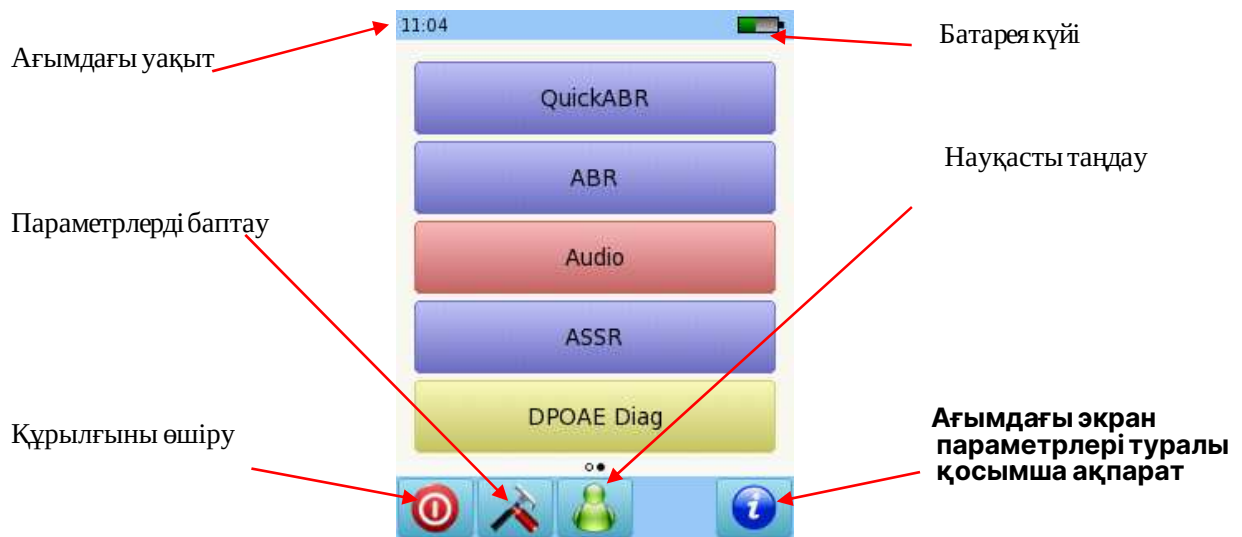 11:04
Ағымдағы уақыт
Батарея күйі
QuickABR
ABR
Науқасты таңдау
Параметрлерді баптау
Audio
ASSR
DPOAE Diag
Құрылғыны өшіру
Ағымдағы экран
параметрлері туралы
қосымша ақпарат